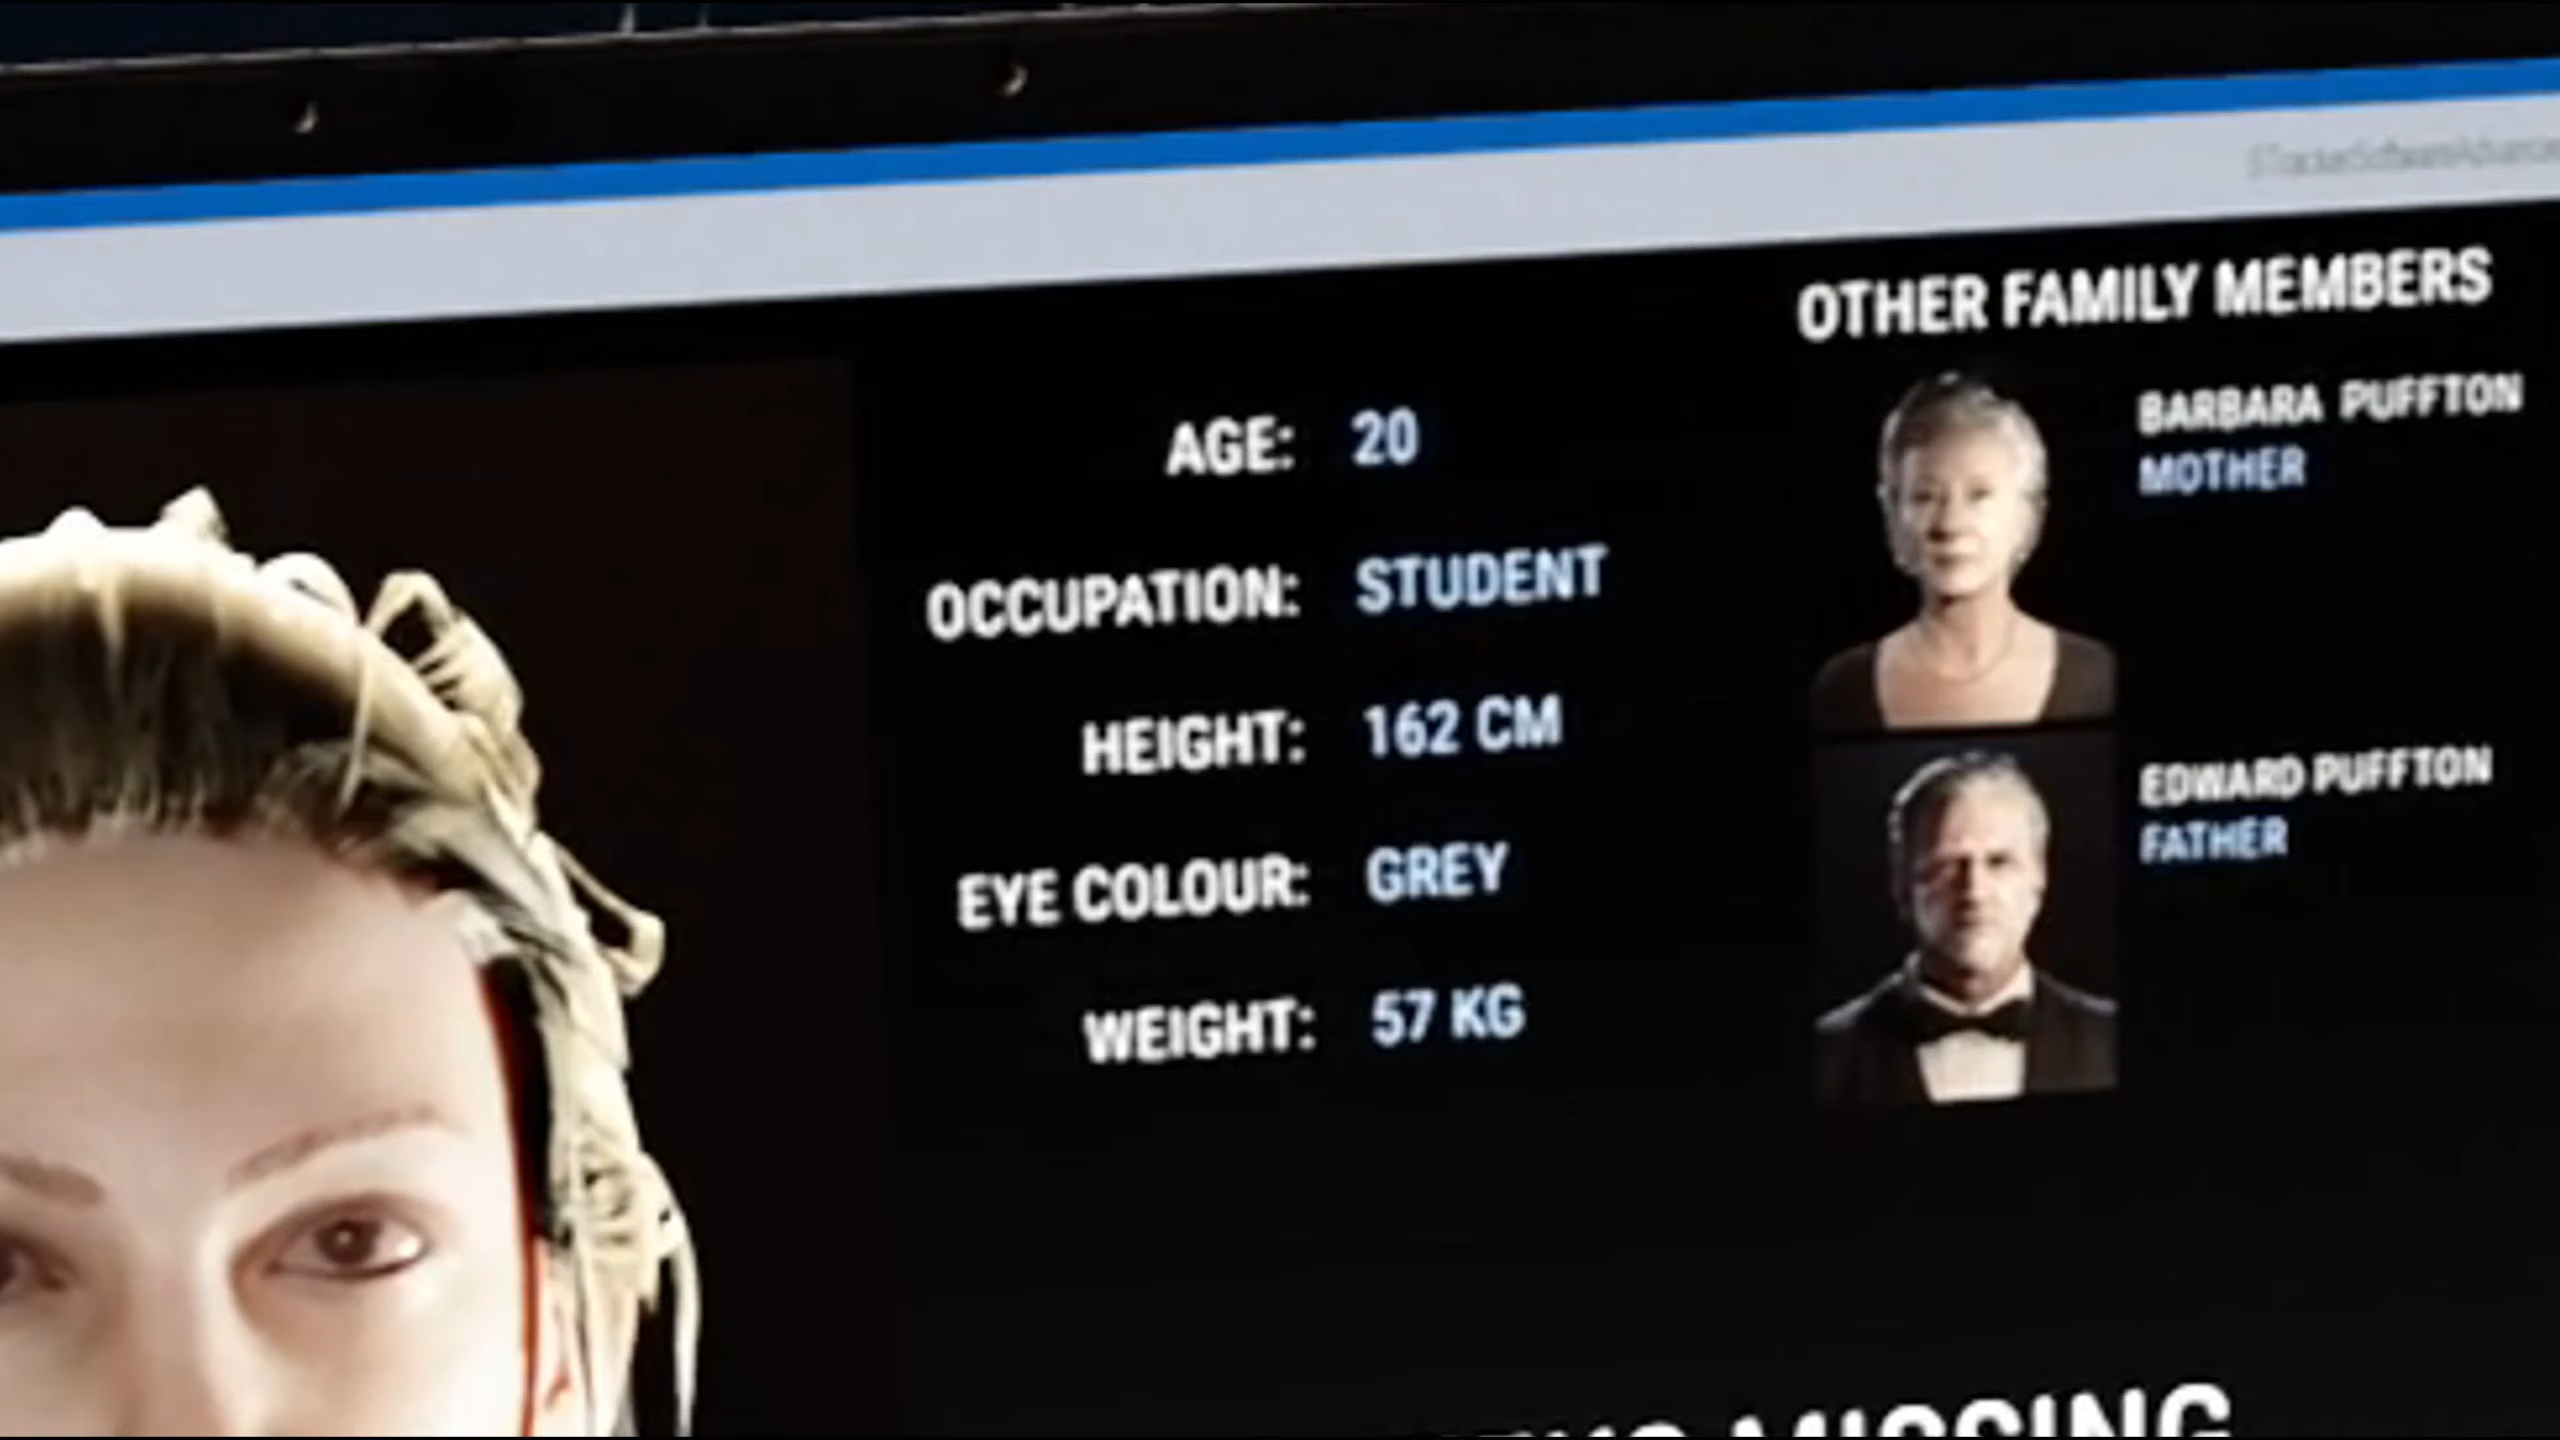 OTHER FAMILY MEMBERS
BARBARA PUFFTON
MOTHER
EDWARD PUFFTON
FATHER
AGE: 20
OCCUPATION: STUDENT
HEIGHT: 162 CM
EYE COLOUR: GREY
WEIGHT: 57 KG
MISSING